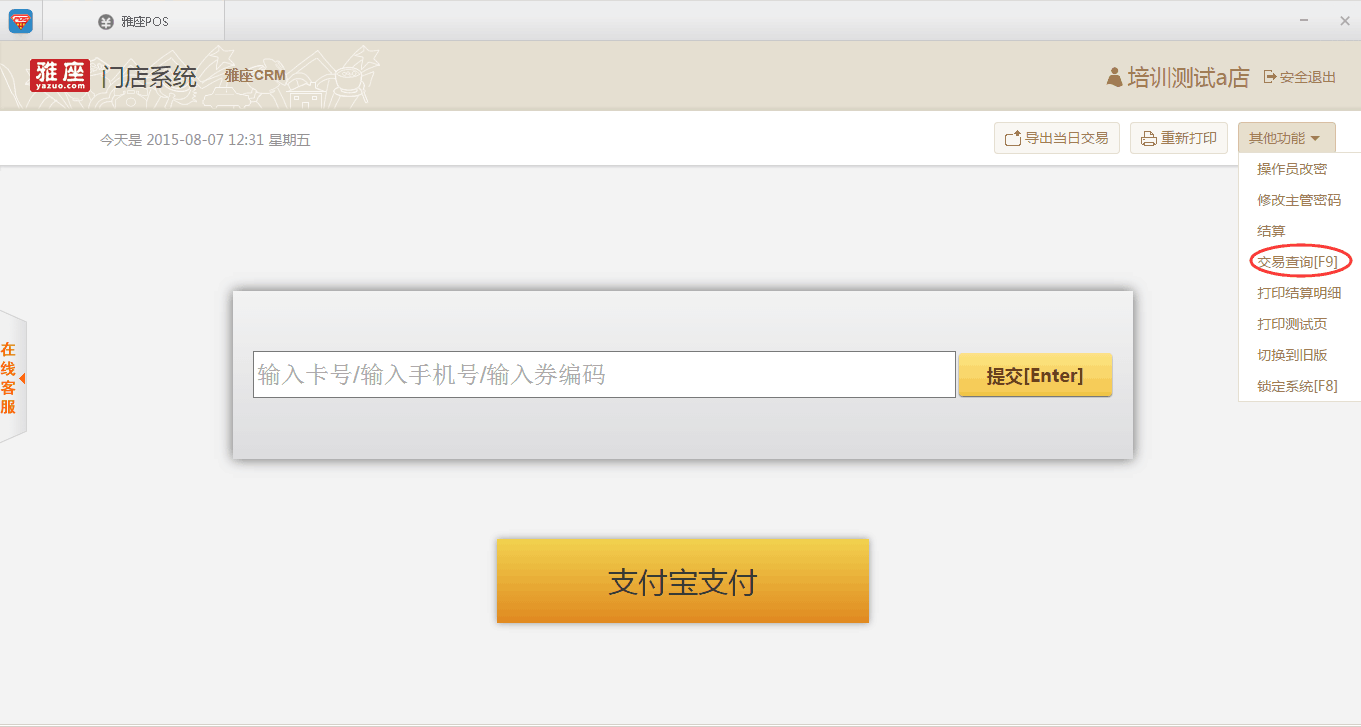 雅座POS
雅座
yazuo.com
门店系统
雅座CRM
培训测试a店
安全退出
今天是 2015-08-07 12:31 星期五
导出当日交易
重新打印
其他功能
操作员改密
修改主管密码
结算
交易查询[F9]
打印结算明细
打印测试页
切换到旧版
锁定系统[F8]
在线客服
输入卡号/输入手机号/输入券编码
提交[Enter]
支付宝支付